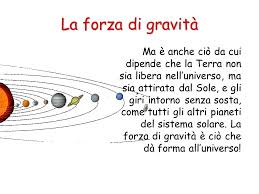 La forza di gravità
Ma è anche ciò da cui
dipende che la Terra non
sia libera nell'universo, ma
sia attirata dal Sole, e gli
giri intorno senza sosta,
come tutti gli altri pianeti
del sistema solare. La
forza di gravità è ciò che
dà forma all'universo!